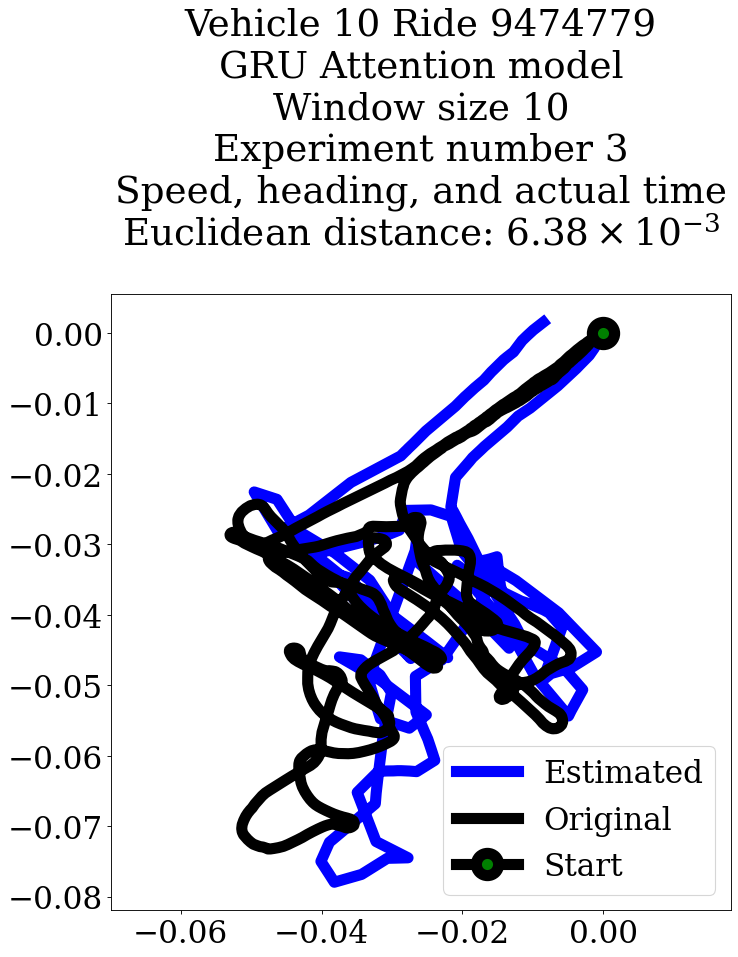 Vehicle 10 Ride 9474779
GRU Attention model
Window size 10
Experiment number 3
Speed, heading, and actual time
Euclidean distance: 6.38 × 10⁻³
0.00
−0.01
−0.02
−0.03
−0.04
−0.05
−0.06
−0.07
−0.08
Estimated
Original
Start
−0.06 −0.04 −0.02 0.00